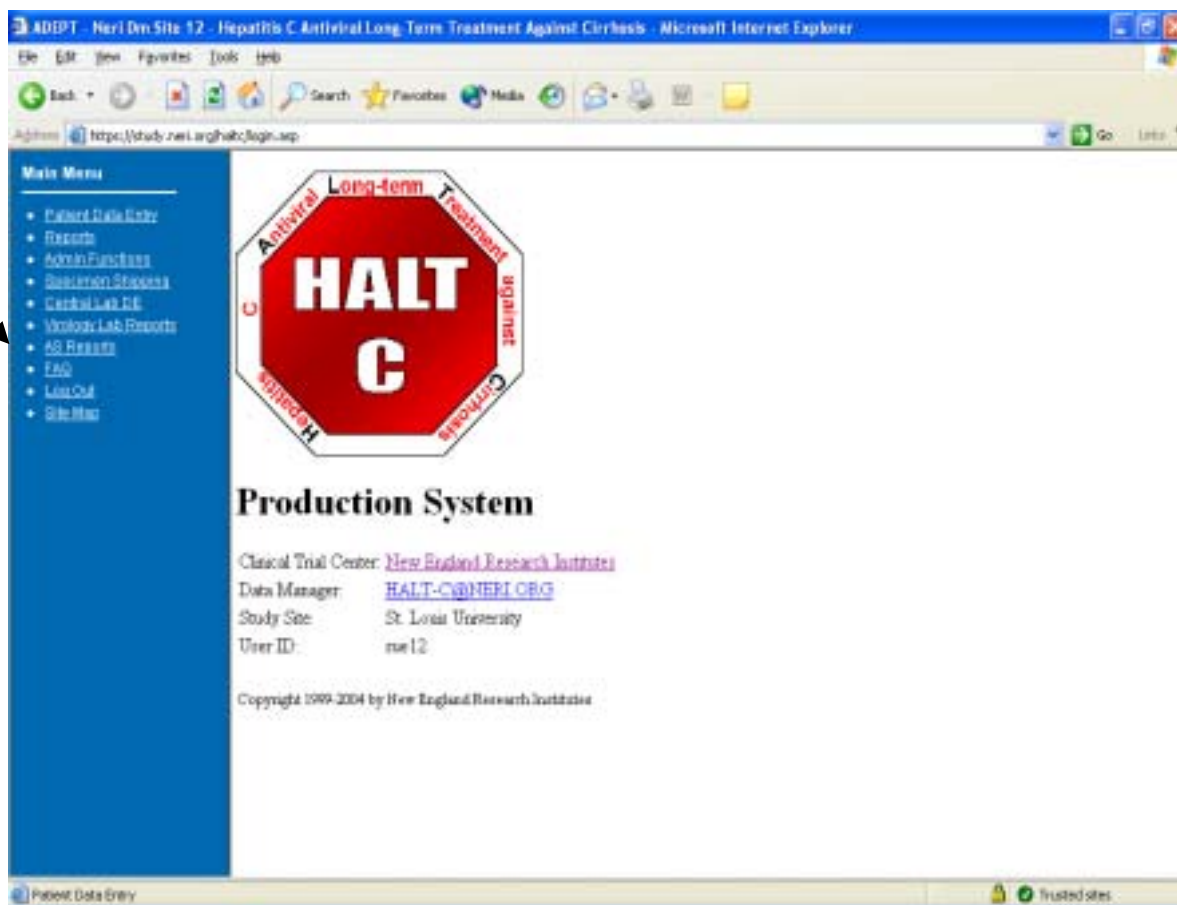 ADEPT - Neri Dm Site 12 - Hepatitis C Antiviral Long-Term Treatment Against Cirrhosis - Microsoft Internet Explorer
File Edit View Favorites Tools Help
Back Search Favorites Media
Address https://study.neri.org/haltc/login.asp Go Links
Main Menu
Patient Data Entry
Reports
Admin Functions
Specimen Shipping
Central Lab DE
Virology Lab Reports
AS Reports
FAQ
Log Out
Site Map
Hepatitis C Antiviral Long-term Treatment against Cirrhosis
HALT
C
Production System
Clinical Trial Center: New England Research Institutes
Data Manager: HALT-C@NERI.ORG
Study Site: St. Louis University
User ID: sue12
Copyright 1999-2004 by New England Research Institutes
Patient Data Entry Trusted sites